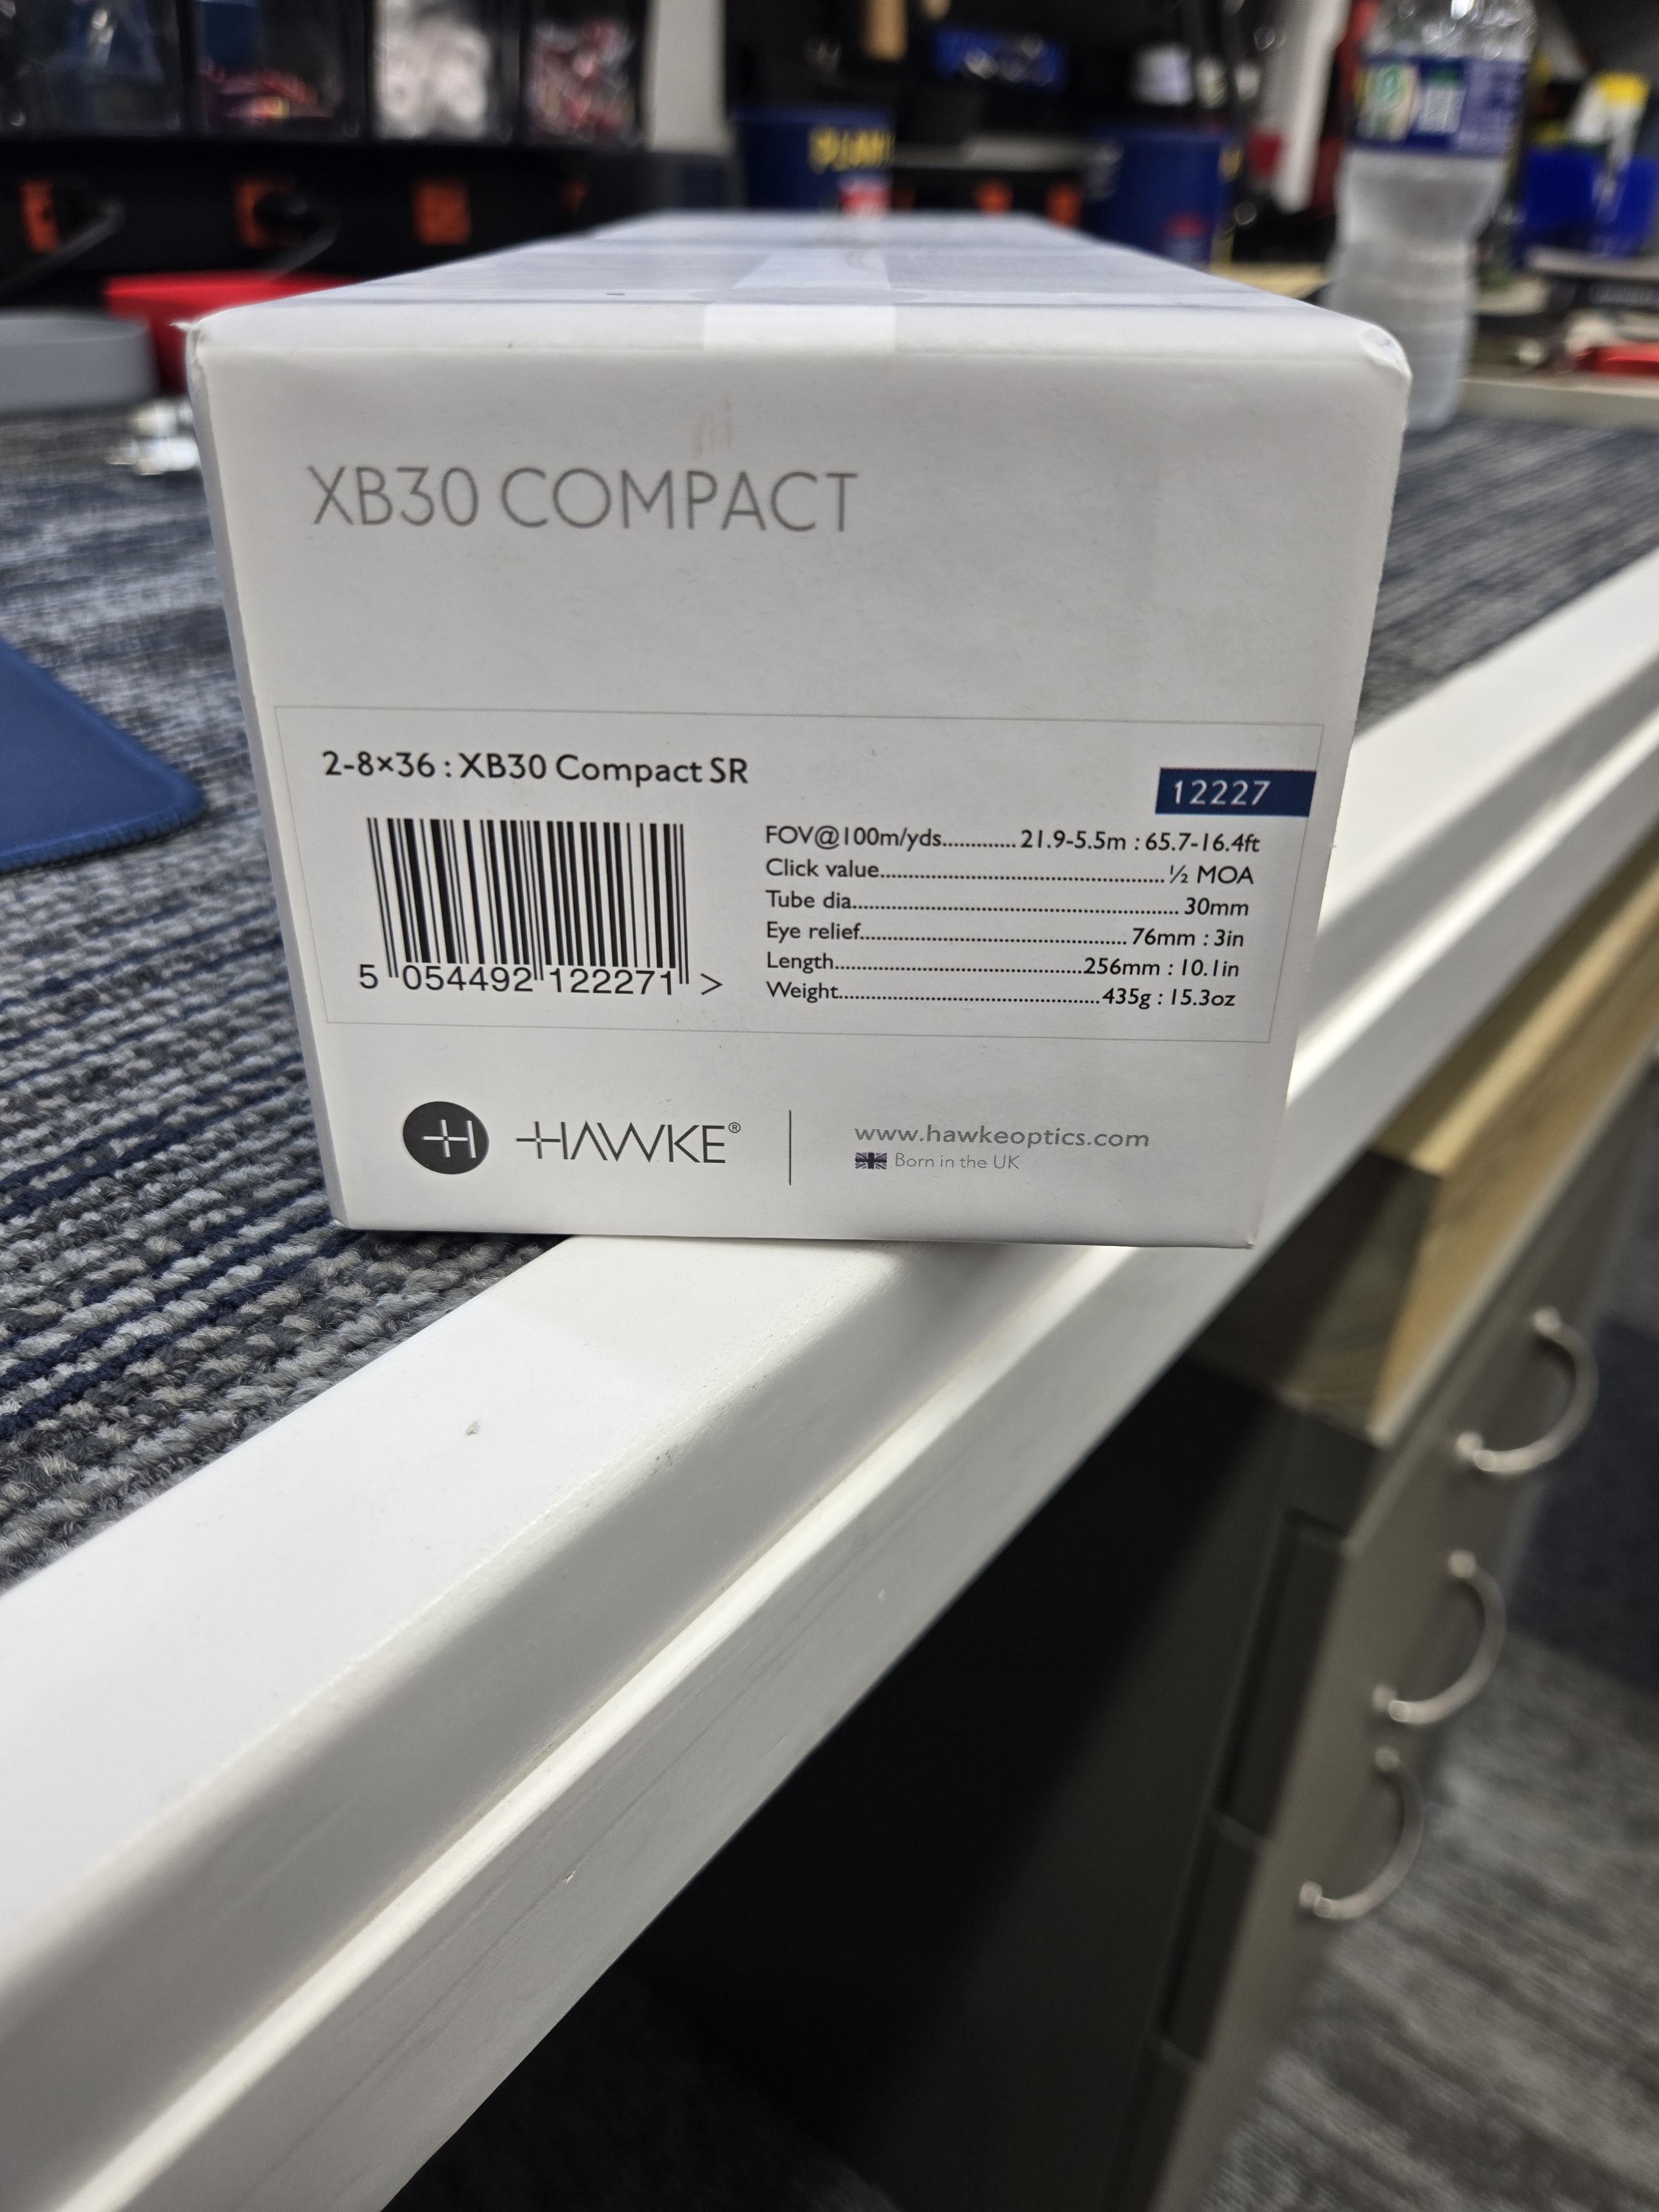 XB30 COMPACT
2-8×36 : XB30 Compact SR
12227
FOV@100m/yds............21.9-5.5m : 65.7-16.4ft
Click value............½ MOA
Tube dia............30mm
Eye relief............76mm : 3in
Length............256mm : 10.1in
Weight............435g : 15.3oz
5 054492 122271 >
H HAWKE®
www.hawkeoptics.com
Born in the UK